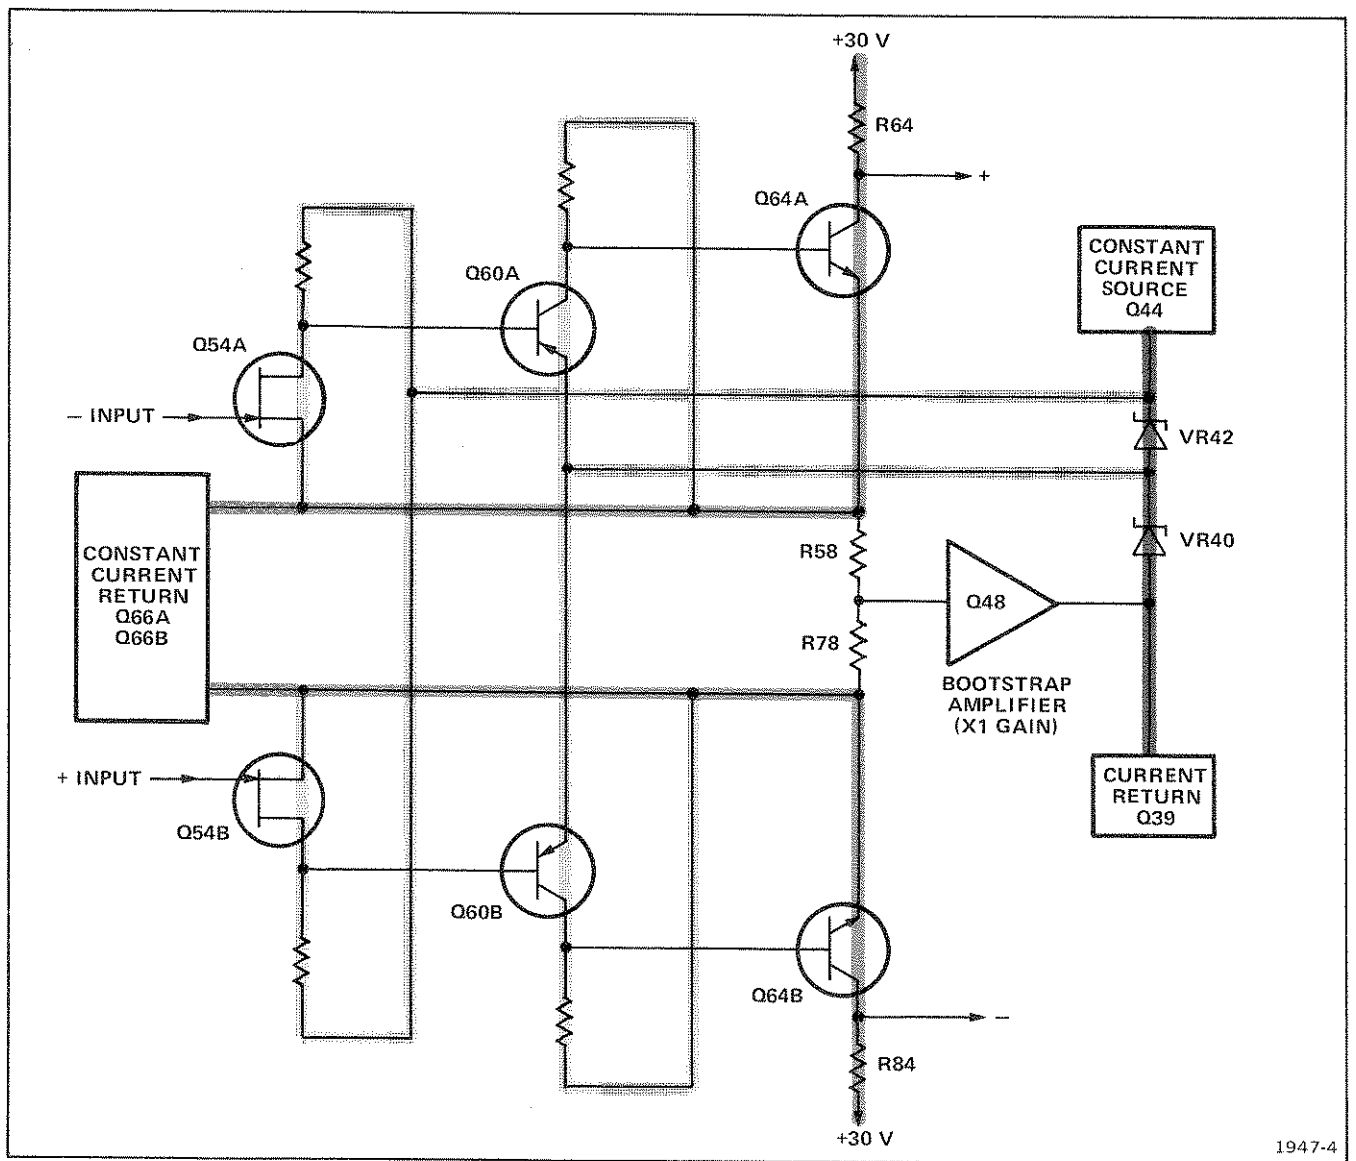 +30 V
R64
+
Q64A
CONSTANT
CURRENT
SOURCE
Q44
Q60A
Q54A
– INPUT
VR42
CONSTANT
CURRENT
RETURN
Q66A
Q66B
R58
VR40
Q48
R78
BOOTSTRAP
AMPLIFIER
(X1 GAIN)
+ INPUT
CURRENT
RETURN
Q39
Q54B
Q60B
Q64B
–
R84
+30 V
1947-4